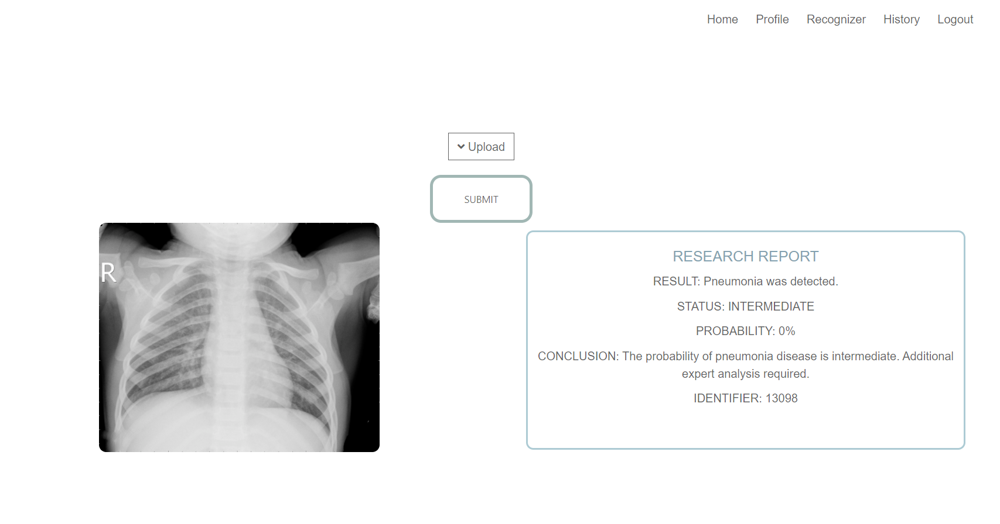 Home Profile Recognizer History Logout
Upload
SUBMIT
R
RESEARCH REPORT
RESULT: Pneumonia was detected.
STATUS: INTERMEDIATE
PROBABILITY: 0%
CONCLUSION: The probability of pneumonia disease is intermediate. Additional
expert analysis required.
IDENTIFIER: 13098